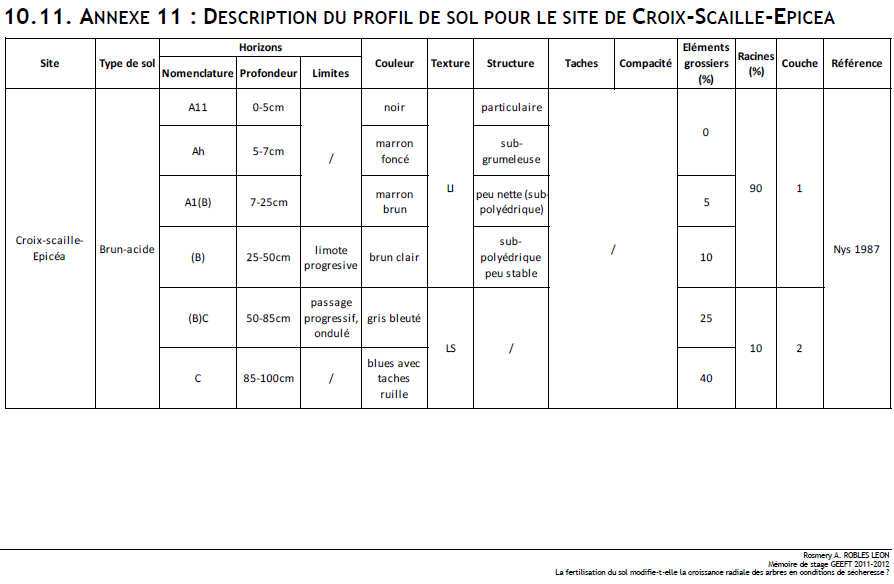 10.11. ANNEXE 11 : DESCRIPTION DU PROFIL DE SOL POUR LE SITE DE CROIX-SCAILLE-EPICEA
Site Type de sol Horizons Couleur Texture Structure Taches Compacité Eléments grossiers (%) Racines (%) Couche Référence
Nomenclature Profondeur Limites
Croix-scaille-Epicéa Brun-acide A11 0-5cm / noir LI particulaire / 0 90 1 Nys 1987
Ah 5-7cm marron foncé sub-grumeleuse
A1(B) 7-25cm marron brun peu nette (sub-polyédrique) 5
(B) 25-50cm limote progresive brun clair sub-polyédrique peu stable 10
(B)C 50-85cm passage progressif, ondulé gris bleuté LS / 25 10 2
C 85-100cm / blues avec taches ruille 40
Rosmery A. ROBLES LEON
Mémoire de stage GEEFT 2011-2012
La fertilisation du sol modifie-t-elle la croissance radiale des arbres en conditions de sécheresse ?